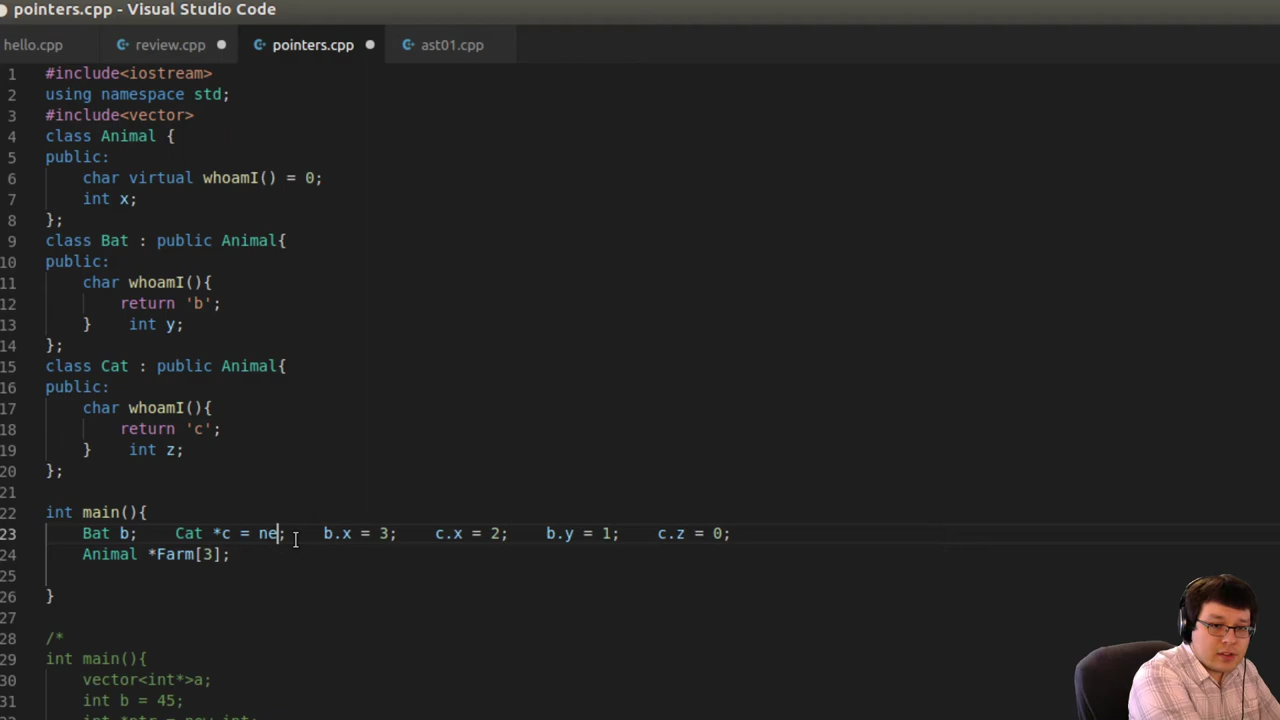 pointers.cpp - Visual Studio Code
hello.cpp review.cpp pointers.cpp ast01.cpp
1 #include<iostream>
2 using namespace std;
3 #include<vector>
4 class Animal {
5 public:
6 char virtual whoamI() = 0;
7 int x;
8 };
9 class Bat : public Animal{
10 public:
11 char whoamI(){
12 return 'b';
13 } int y;
14 };
15 class Cat : public Animal{
16 public:
17 char whoamI(){
18 return 'c';
19 } int z;
20 };
21
22 int main(){
23 Bat b; Cat *c = ne; b.x = 3; c.x = 2; b.y = 1; c.z = 0;
24 Animal *Farm[3];
25
26 }
27
28 /*
29 int main(){
30 vector<int*>a;
31 int b = 45;
int *ptr = new int;